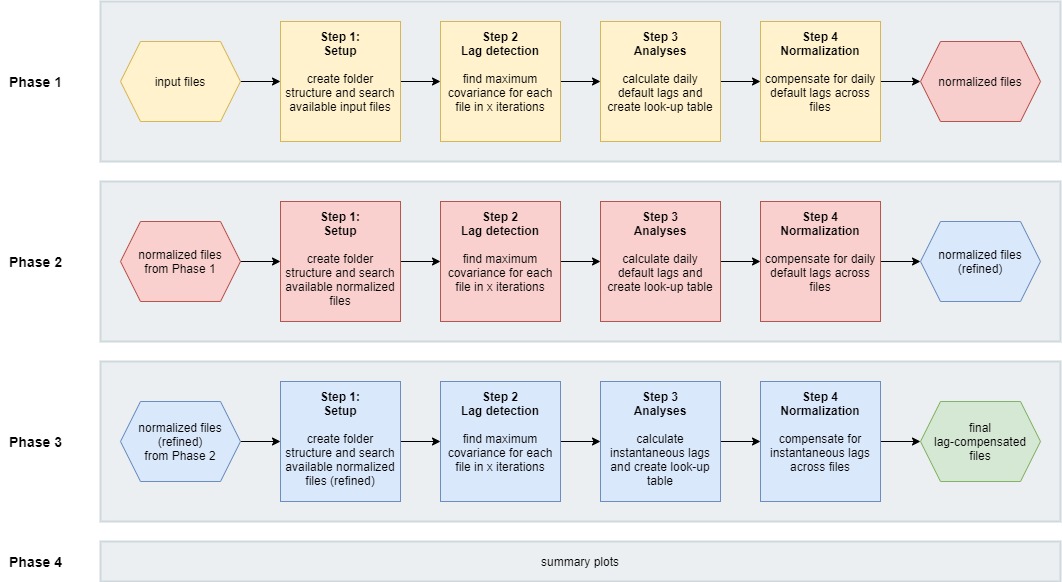 Phase 1
input files
Step 1:
Setup
create folder
structure and search
available input files
Step 2
Lag detection
find maximum
covariance for each
file in x iterations
Step 3
Analyses
calculate daily
default lags and
create look-up table
Step 4
Normalization
compensate for daily
default lags across
files
normalized files
Phase 2
normalized files
from Phase 1
Step 1:
Setup
create folder
structure and search
available normalized
files
Step 2
Lag detection
find maximum
covariance for each
file in x iterations
Step 3
Analyses
calculate daily
default lags and
create look-up table
Step 4
Normalization
compensate for daily
default lags across
files
normalized files
(refined)
Phase 3
normalized files
(refined)
from Phase 2
Step 1:
Setup
create folder
structure and search
available normalized
files (refined)
Step 2
Lag detection
find maximum
covariance for each
file in x iterations
Step 3
Analyses
calculate
instantaneous lags
and create look-up
table
Step 4
Normalization
compensate for
instantaneous lags
across files
final
lag-compensated
files
Phase 4
summary plots